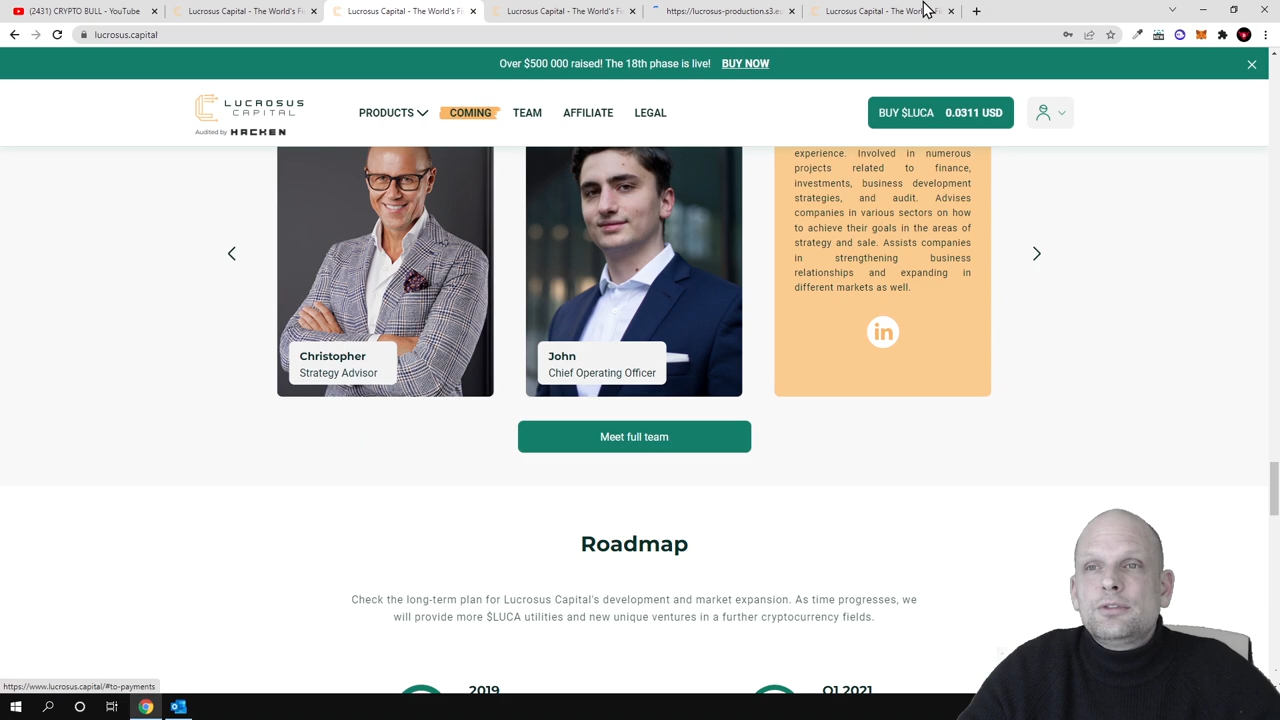 (2431) CRYPTO BULL - YouTube
Lucrosus Capital - The World's Fi
Lucrosus Capital - The World's Fi
Lucrosus Capital - The World's Fi
https://lucrosus-production.s3.eu
Lucrosus Capital - The World's Fi
lucrosus.capital
Over $500 000 raised! The 18th phase is live! BUY NOW
LUCROSUS
CAPITAL
Audited by HACKEN
PRODUCTS COMING TEAM AFFILIATE LEGAL
BUY $LUCA 0.0311 USD
experience. Involved in numerous
projects related to finance,
investments, business development
strategies, and audit. Advises
companies in various sectors on how
to achieve their goals in the areas of
strategy and sale. Assists companies
in strengthening business
relationships and expanding in
different markets as well.
in
Christopher
Strategy Advisor
John
Chief Operating Officer
Meet full team
Roadmap
Check the long-term plan for Lucrosus Capital's development and market expansion. As time progresses, we
will provide more $LUCA utilities and new unique ventures in a further cryptocurrency fields.
2019
Q1 2021
https://www.lucrosus.capital/#to-payments